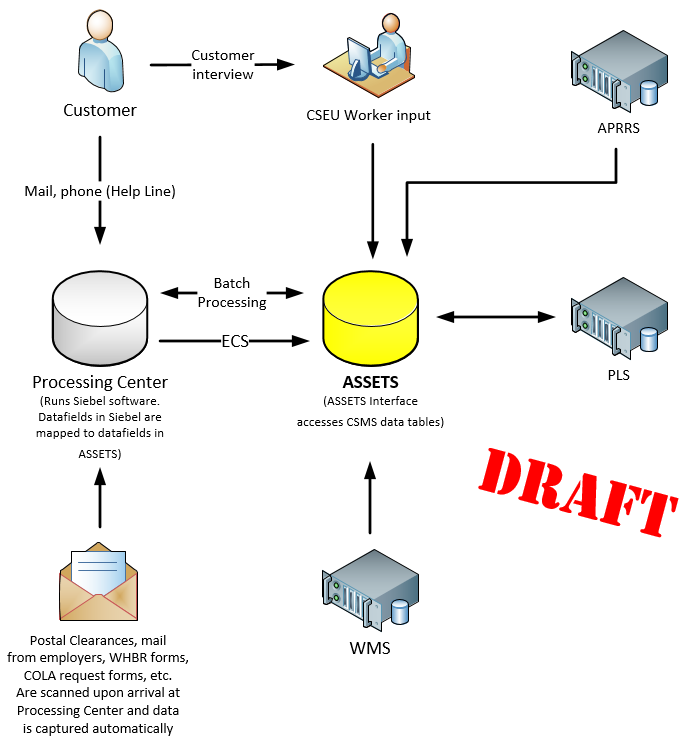 Customer
interview
Customer
CSEU Worker input
APRRS
Mail, phone (Help Line)
Batch
Processing
ECS
Processing Center
(Runs Siebel software.
Datafields in Siebel are
mapped to datafields in
ASSETS)
ASSETS
(ASSETS Interface
accesses CSMS data tables)
PLS
DRAFT
Postal Clearances, mail
from employers, WHBR forms,
COLA request forms, etc.
Are scanned upon arrival at
Processing Center and data
is captured automatically
WMS